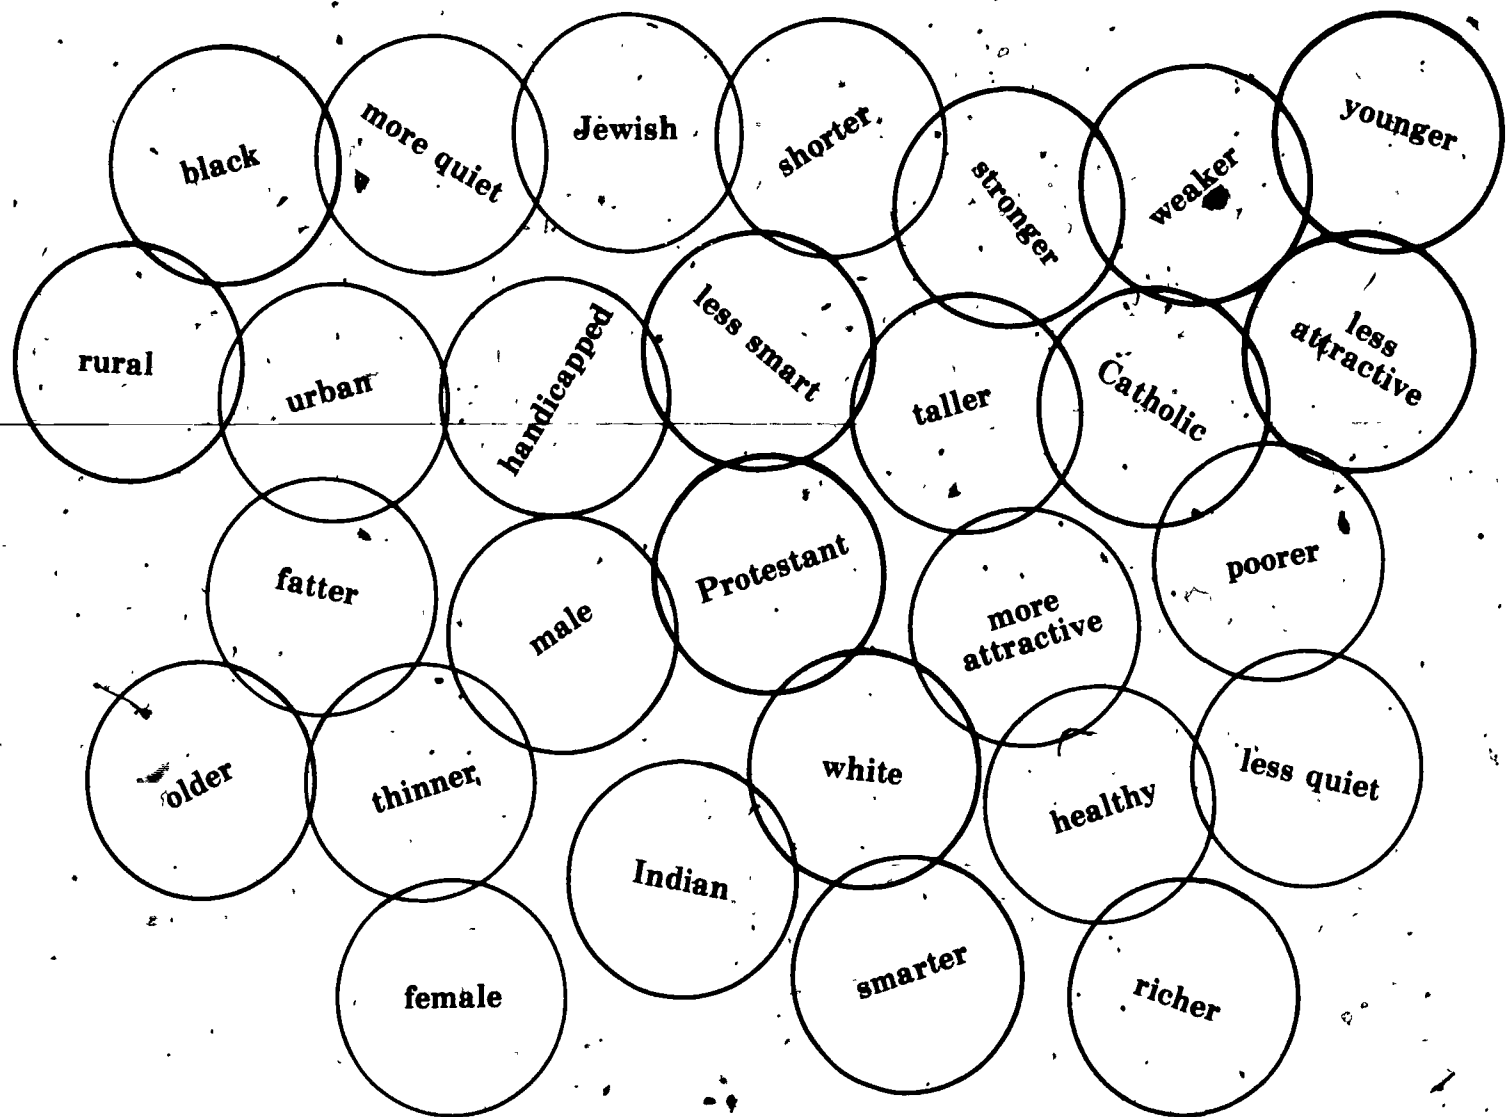 black
more quiet
Jewish
shorter
stronger
weaker
younger
rural
urban
handicapped
less smart
taller
Catholic
less
attractive
fatter
male
Protestant
more
attractive
poorer
older
thinner
white
healthy
less quiet
Indian
female
smarter
richer